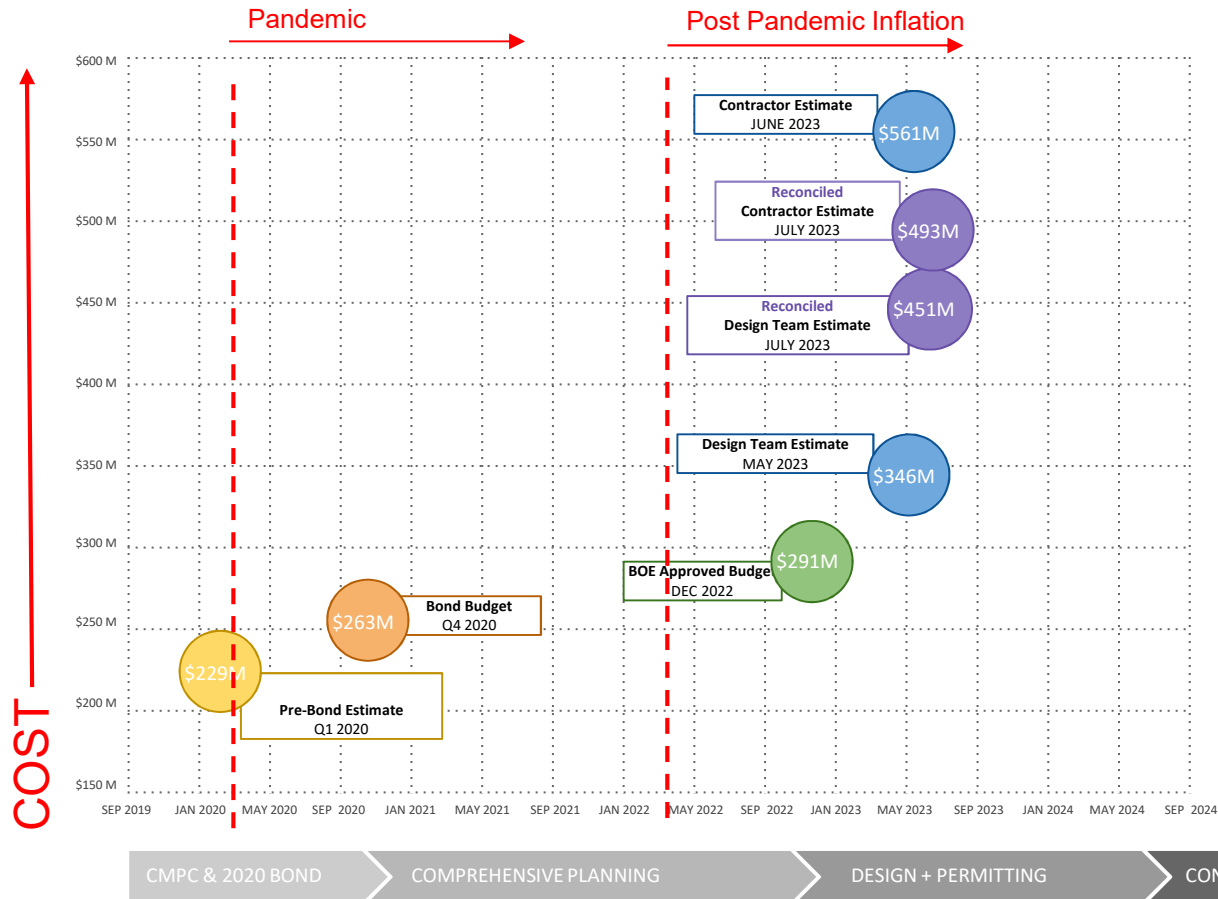 Pandemic
Post Pandemic Inflation
$600 M
Contractor Estimate
JUNE 2023
$561M
$550 M
Reconciled
Contractor Estimate
JULY 2023
$493M
$500 M
$450 M
Reconciled
Design Team Estimate
JULY 2023
$451M
$400 M
Design Team Estimate
MAY 2023
$346M
$350 M
$300 M
BOE Approved Budge
DEC 2022
$291M
Bond Budget
Q4 2020
$263M
$250 M
$229M
Pre-Bond Estimate
Q1 2020
$200 M
$150 M
COST
SEP 2019 JAN 2020 MAY 2020 SEP 2020 JAN 2021 MAY 2021 SEP 2021 JAN 2022 MAY 2022 SEP 2022 JAN 2023 MAY 2023 SEP 2023 JAN 2024 MAY 2024 SEP 2024
CMPC & 2020 BOND COMPREHENSIVE PLANNING DESIGN + PERMITTING